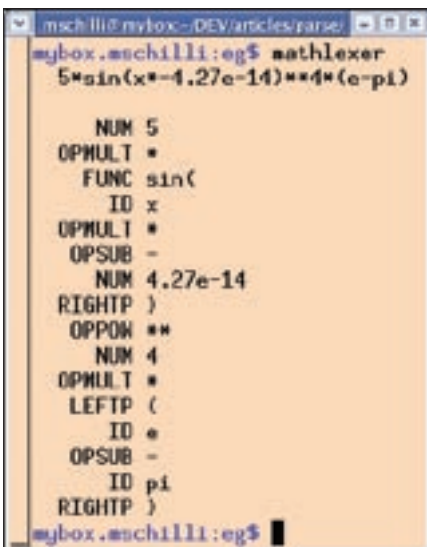 mschilli@mybox:~/DEV/articles/parse/
mybox.mschilli:eg$ mathlexer
5*sin(x*-4.27e-14)**4*(e-pi)
NUM 5
OPMULT *
FUNC sin(
ID x
OPMULT *
OPSUB -
NUM 4.27e-14
RIGHTP )
OPPOW **
NUM 4
OPMULT *
LEFTP (
ID e
OPSUB -
ID pi
RIGHTP )
mybox.mschilli:eg$